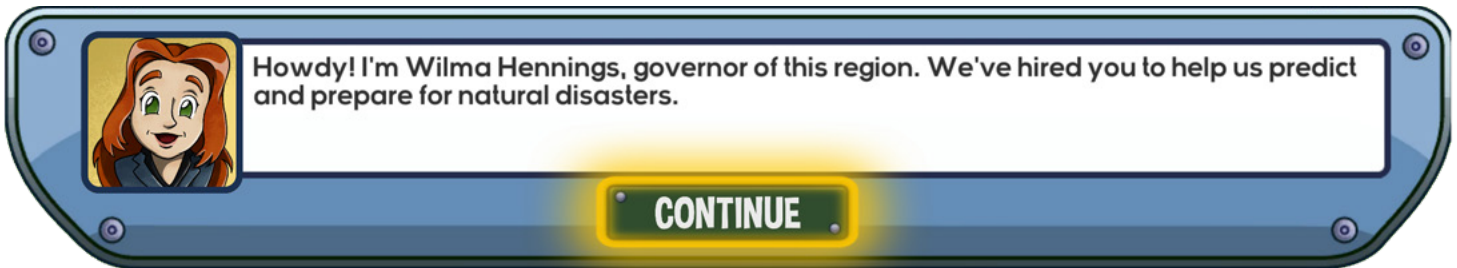 Howdy! I'm Wilma Hennings, governor of this region. We've hired you to help us predict
and prepare for natural disasters.
CONTINUE